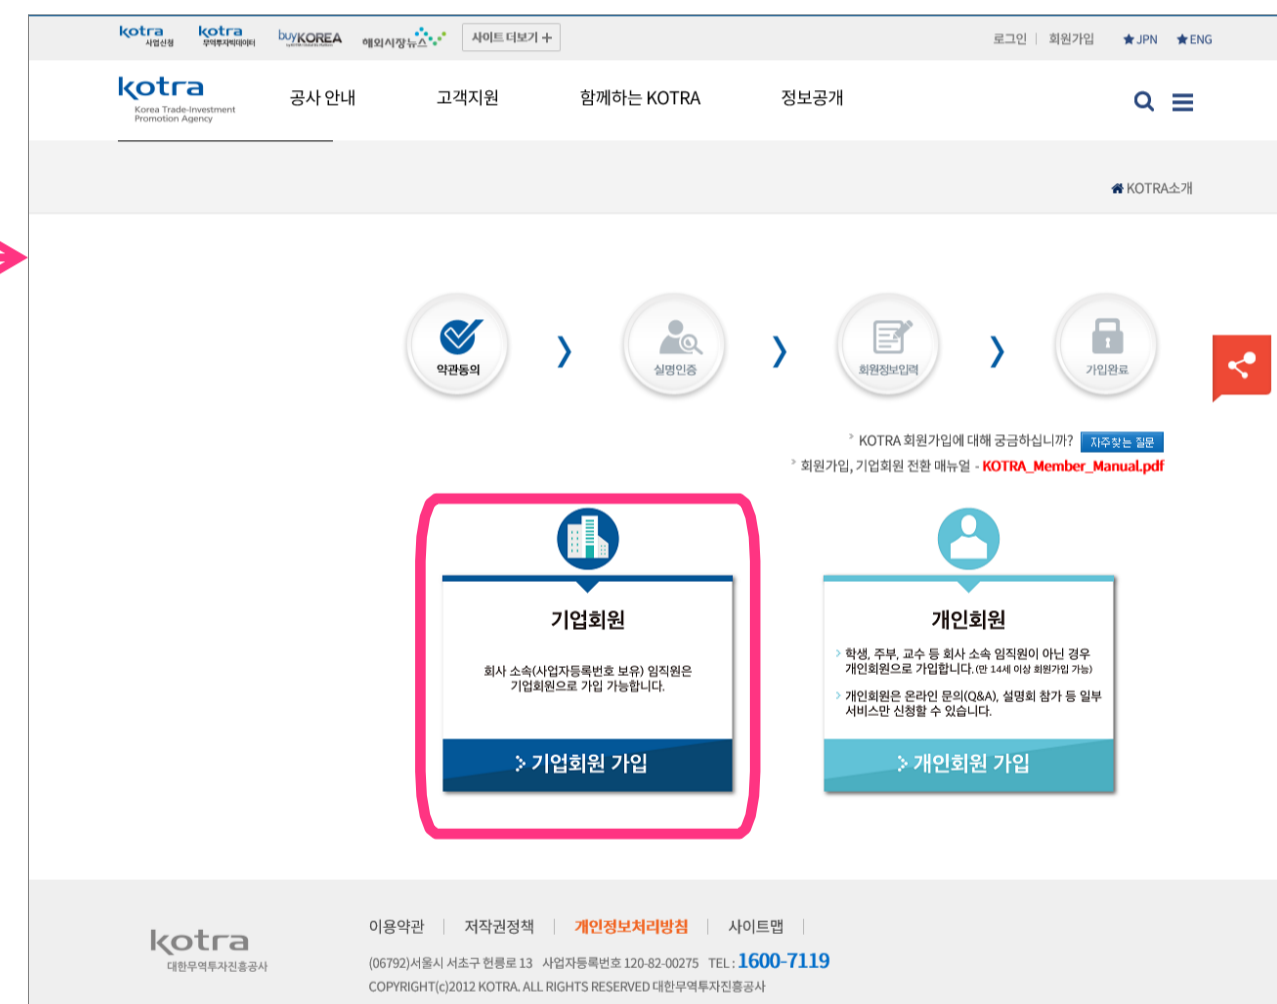 kotra 사업신청 kotra 무역투자빅데이터 buyKOREA 해외시장뉴스 사이트 더보기 + 로그인 회원가입 ★JPN ★ENG
kotra 공사 안내 고객지원 함께하는 KOTRA 정보공개
Korea Trade-Investment
Promotion Agency
KOTRA소개
약관동의 실명인증 회원정보입력 가입완료
KOTRA 회원가입에 대해 궁금하십니까? 자주찾는 질문
회원가입, 기업회원 전환 매뉴얼 - KOTRA_Member_Manual.pdf
기업회원
회사 소속(사업자등록번호 보유) 임직원은
기업회원으로 가입 가능합니다.
> 기업회원 가입
개인회원
> 학생, 주부, 교수 등 회사 소속 임직원이 아닌 경우
개인회원으로 가입합니다.(만 14세 이상 회원가입 가능)
> 개인회원은 온라인 문의(Q&A), 설명회 참가 등 일부
서비스만 신청할 수 있습니다.
> 개인회원 가입
kotra
대한무역투자진흥공사
이용약관 저작권정책 개인정보처리방침 사이트맵
(06792)서울시 서초구 헌릉로 13 사업자등록번호 120-82-00275 TEL : 1600-7119
COPYRIGHT(c)2012 KOTRA. ALL RIGHTS RESERVED 대한무역투자진흥공사